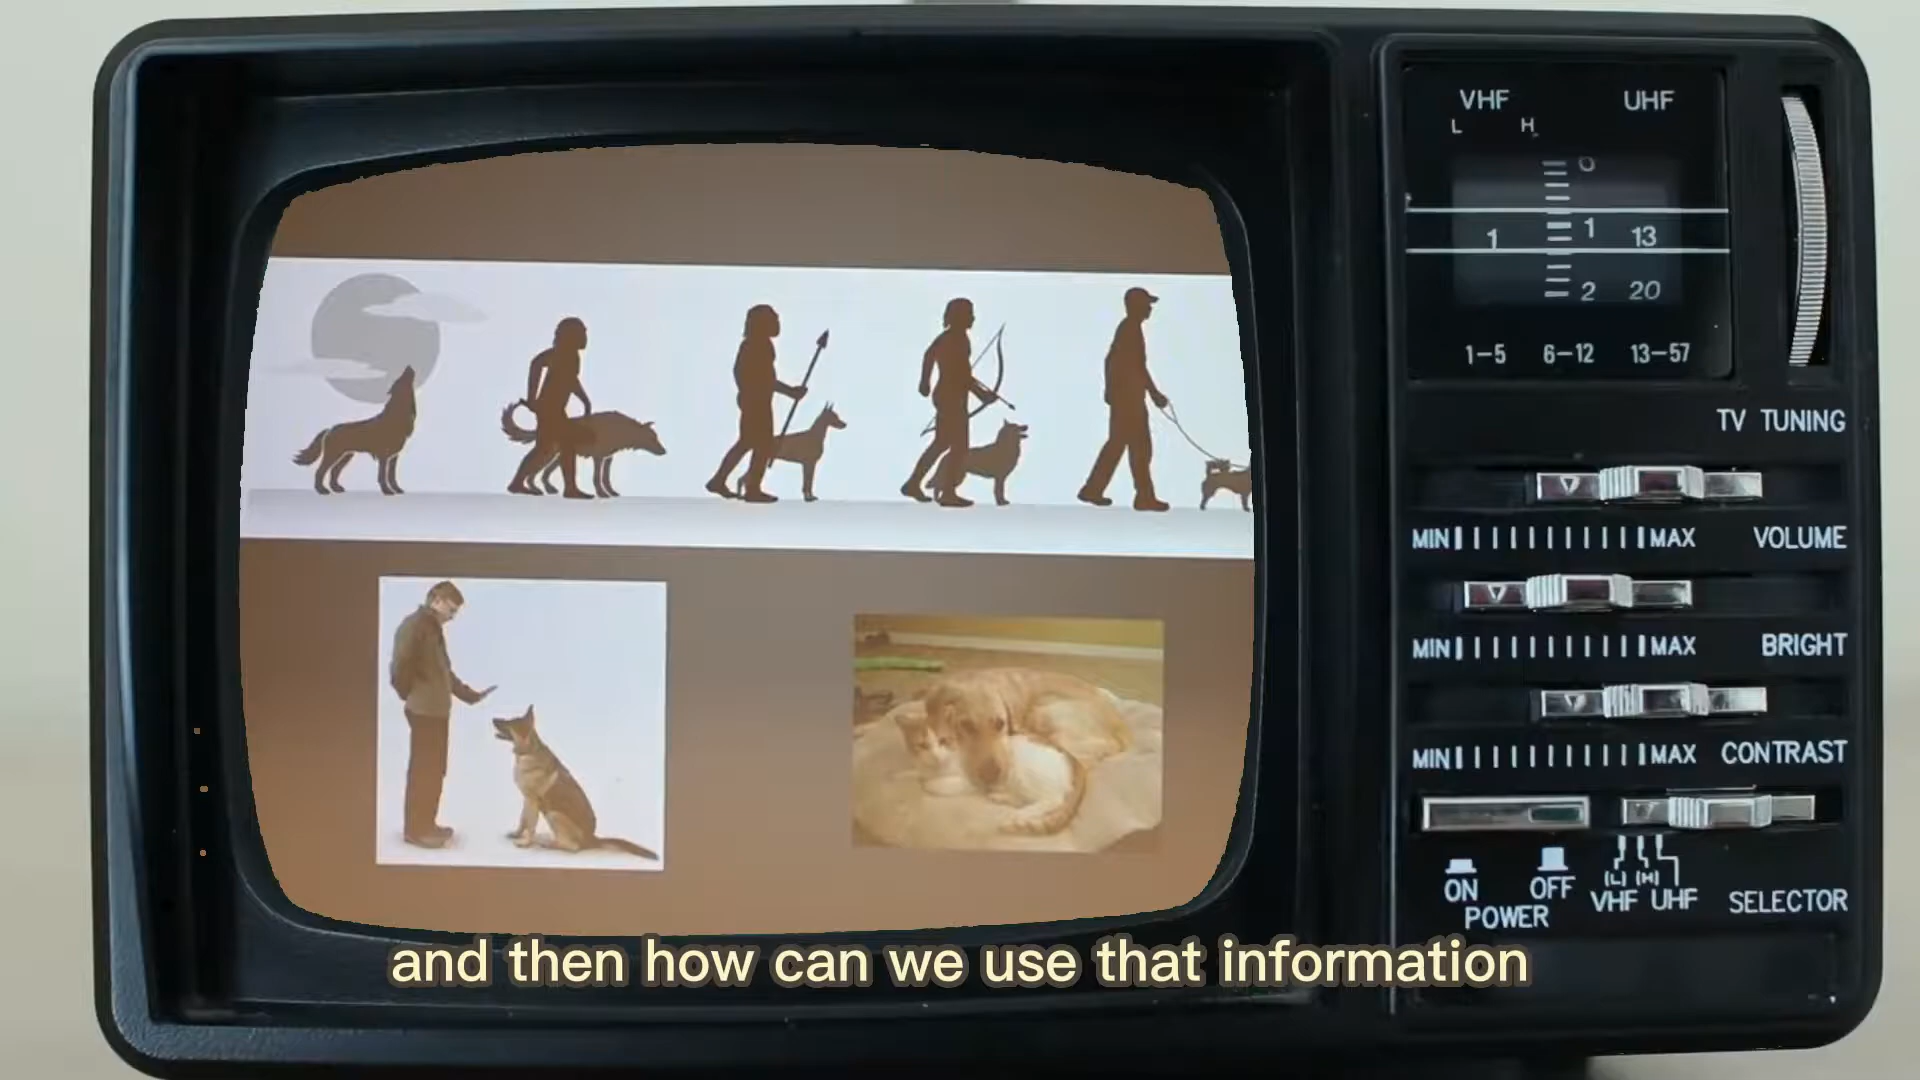 VHF UHF
L H
0
1 1 13
2 20
1-5 6-12 13-57
TV TUNING
MIN MAX VOLUME
MIN MAX BRIGHT
MIN MAX CONTRAST
ON OFF (L) (H)
VHF UHF SELECTOR
POWER
and then how can we use that information